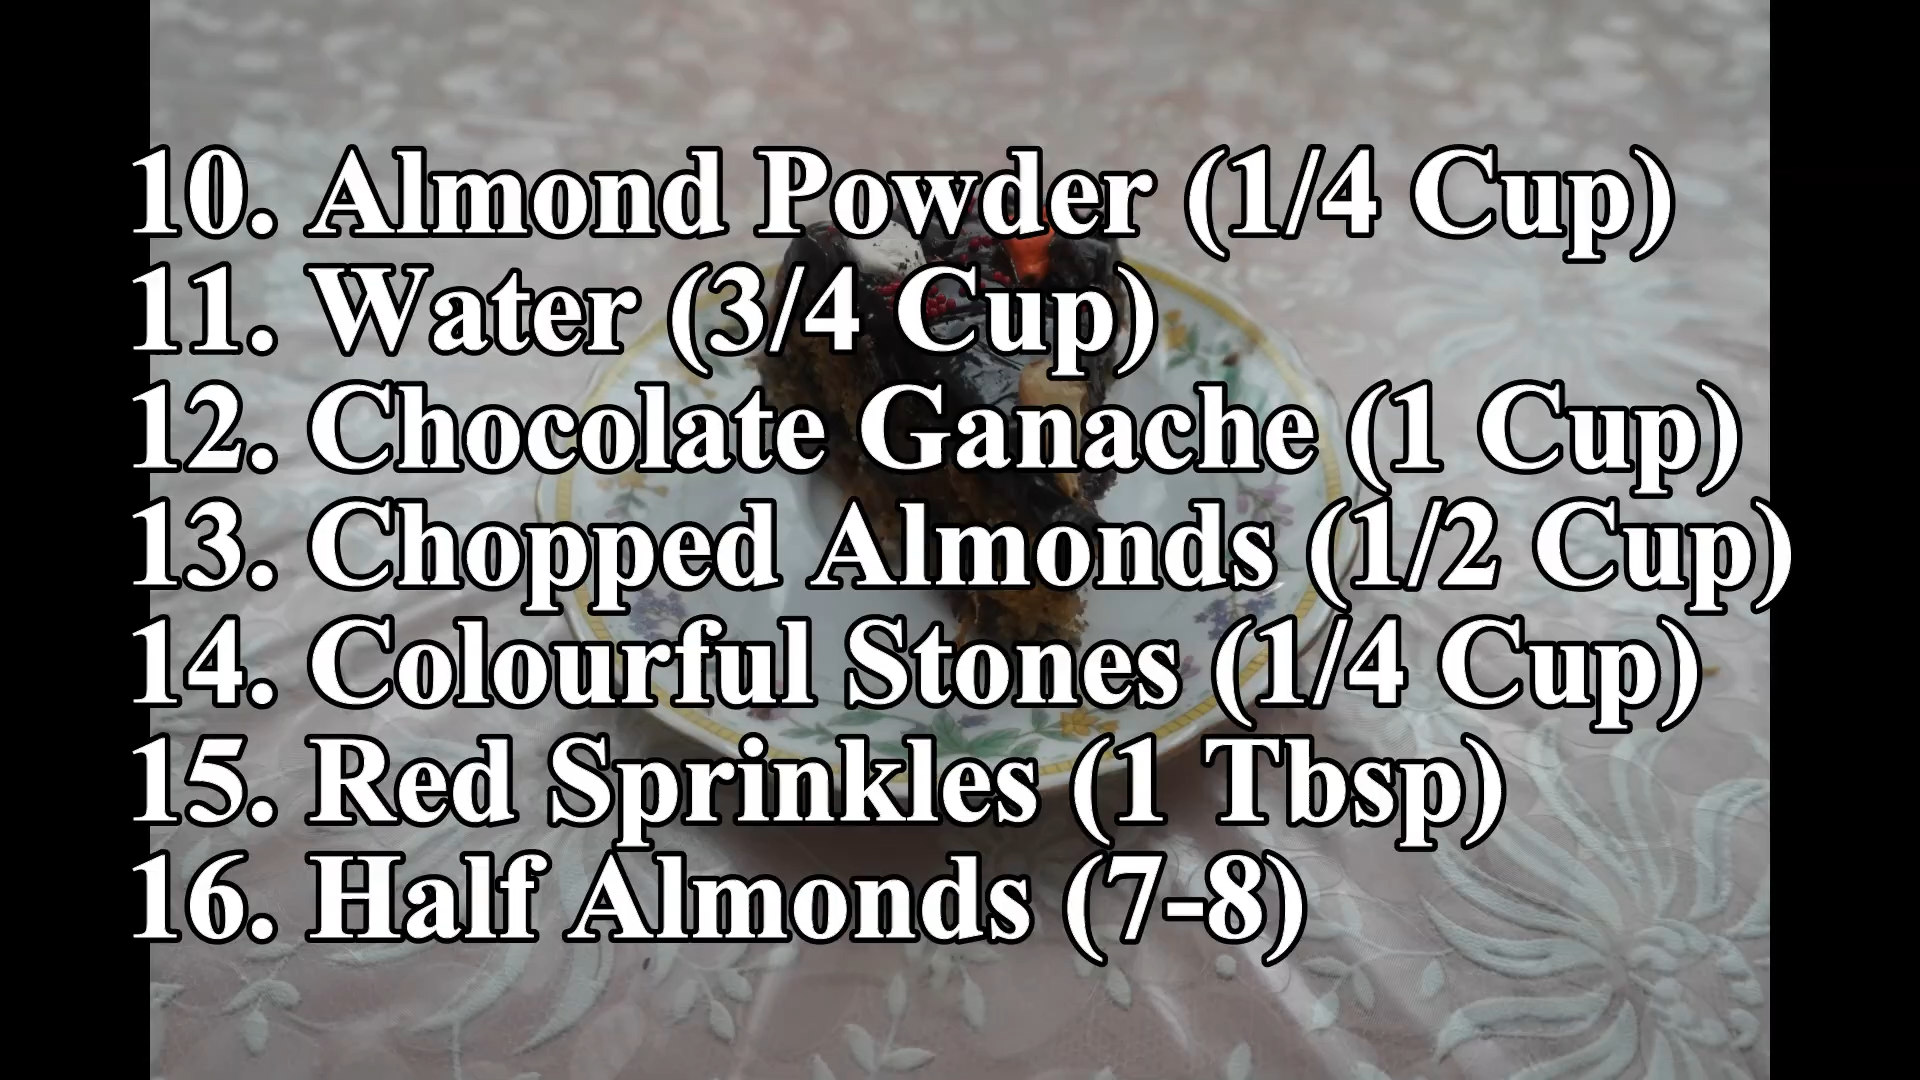 10. Almond Powder (1/4 Cup)
11. Water (3/4 Cup)
12. Chocolate Ganache (1 Cup)
13. Chopped Almonds (1/2 Cup)
14. Colourful Stones (1/4 Cup)
15. Red Sprinkles (1 Tbsp)
16. Half Almonds (7-8)